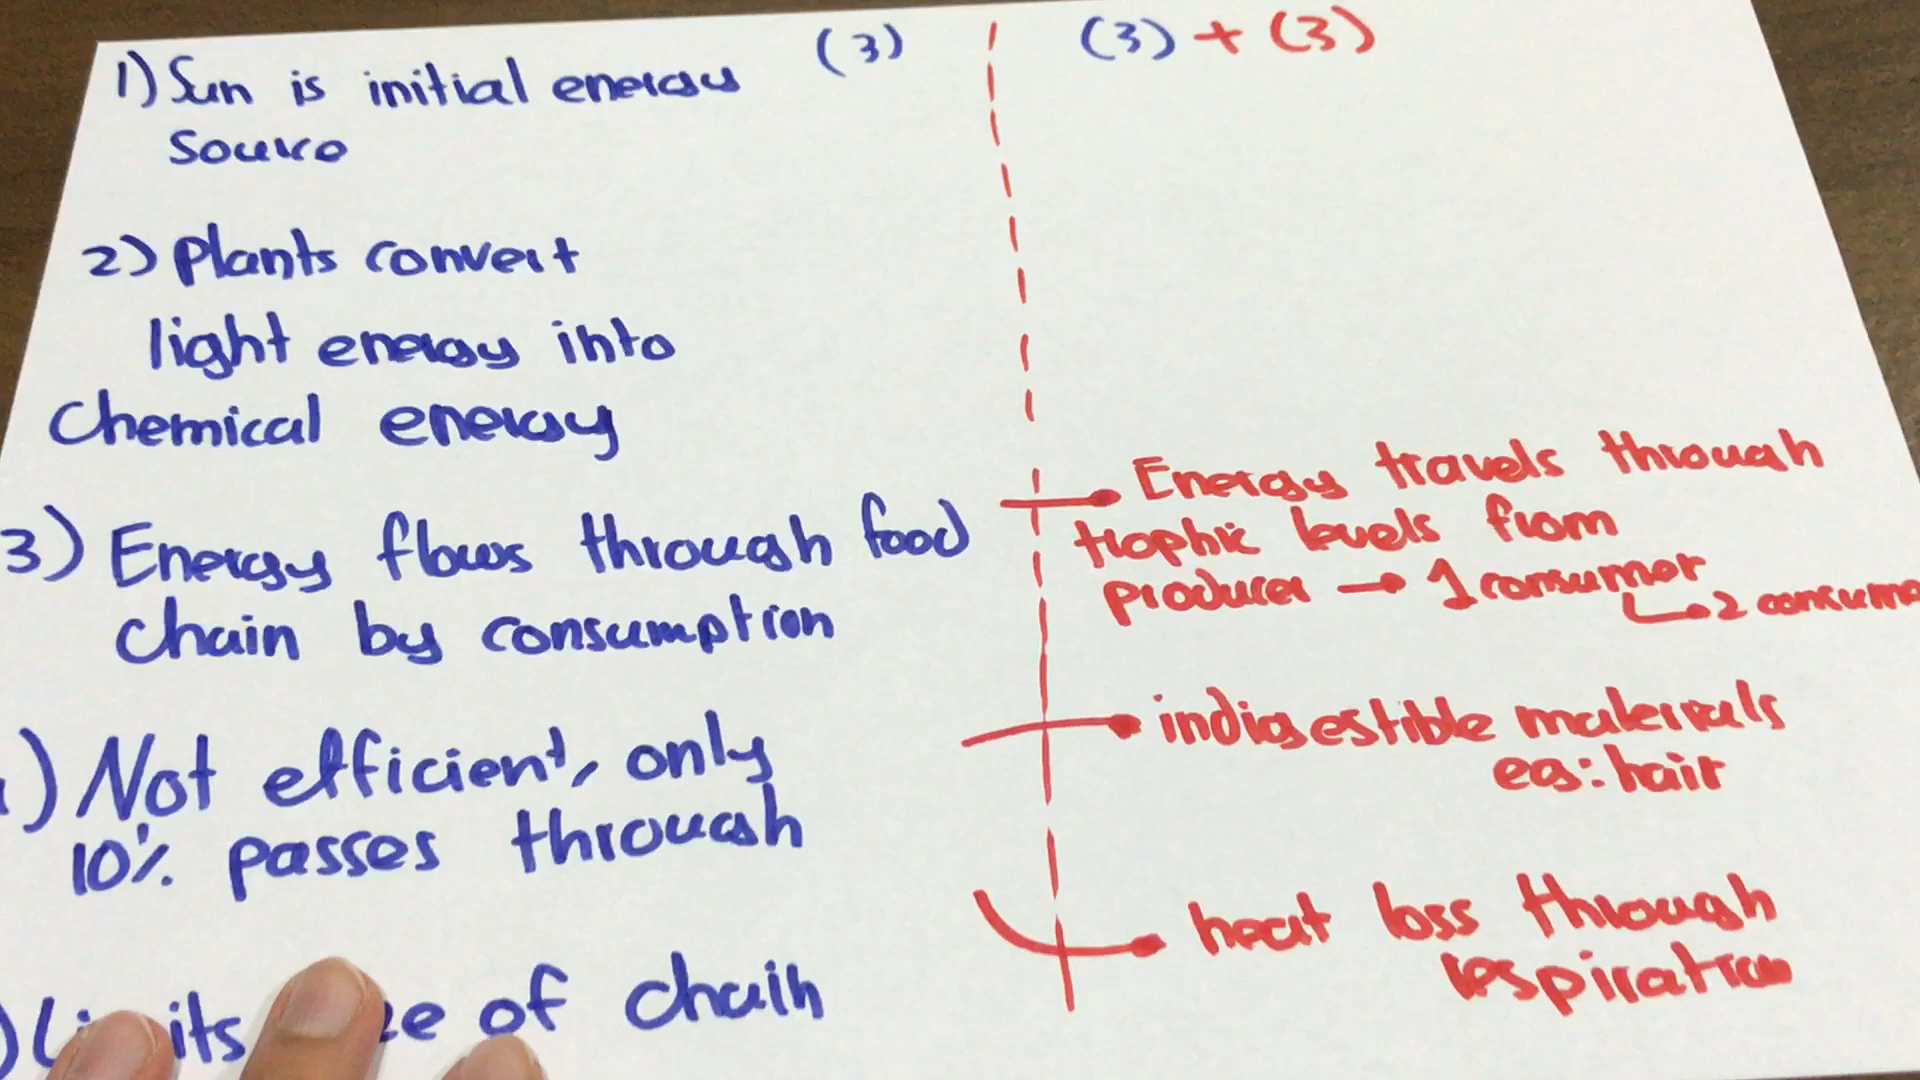 1) Sun is initial energy
Source
(3)
2) Plants convert
light energy into
Chemical energy
3) Energy flows through food
chain by consumption
) Not efficient, only
10% passes through
of chain
(3) + (3)
Energy travels through
trophic levels from
producer → 1 consumer
2 consume
indigestible materials
eg: hair
heat loss through
respiration